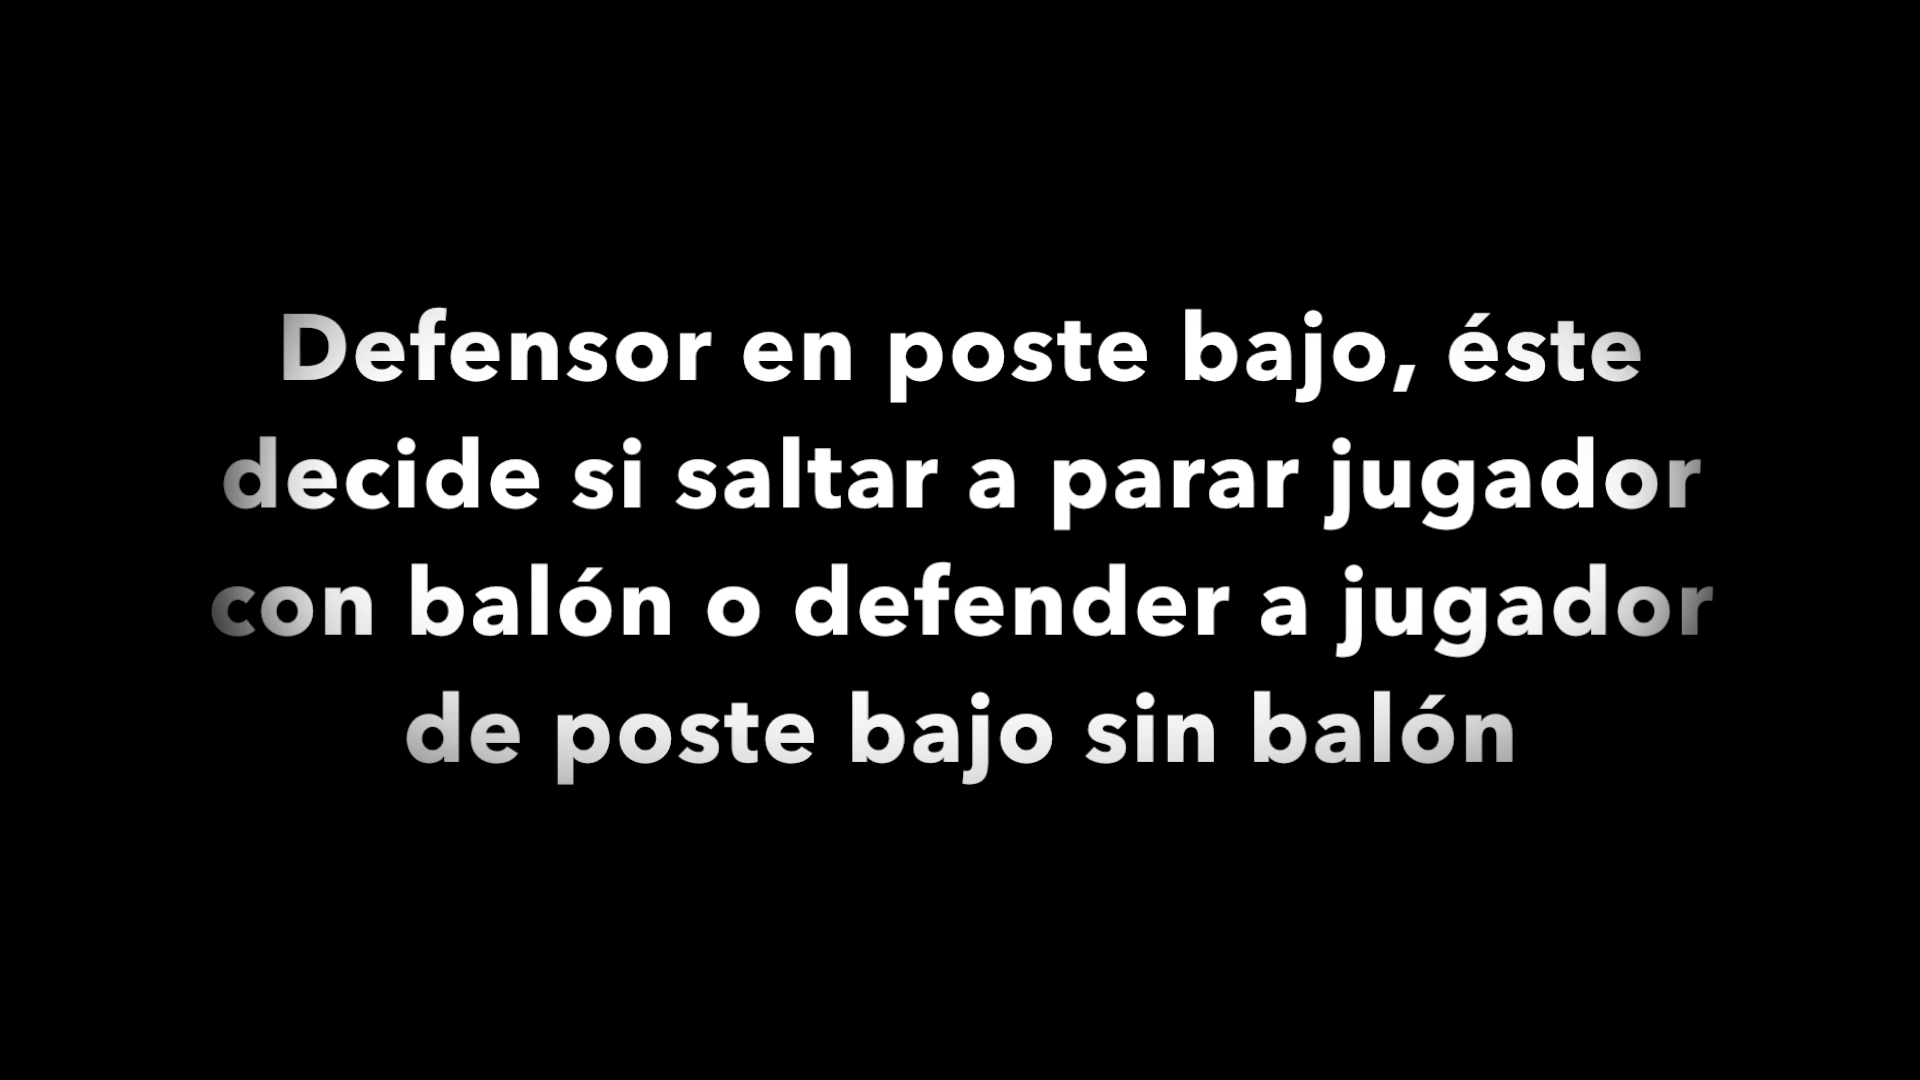 Defensor en poste bajo, éste
decide si saltar a parar jugador
con balón o defender a jugador
de poste bajo sin balón